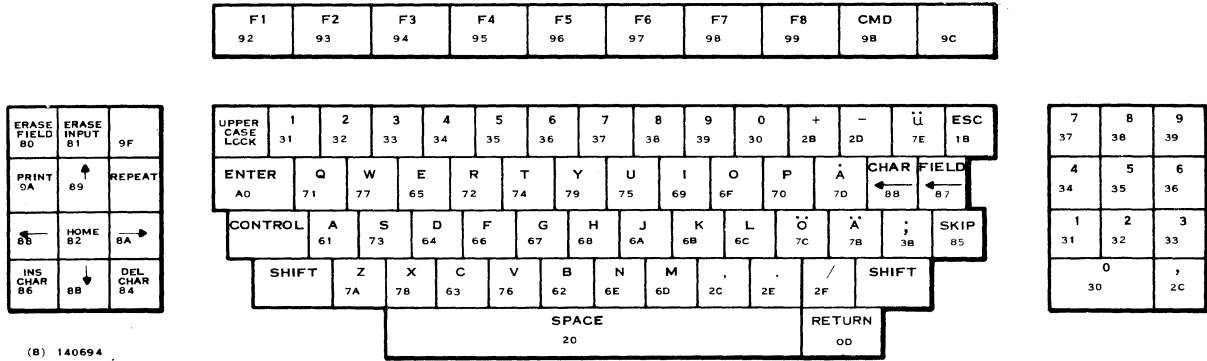 F1 F2 F3 F4 F5 F6 F7 F8 CMD
92 93 94 95 96 97 98 99 9B 9C
ERASE FIELD 80 ERASE INPUT 81 9F
PRINT 9A 89 ↑ REPEAT
← 88 HOME 82 → 8A
INS CHAR 86 8B ↓ DEL CHAR 84
UPPER CASE LOCK 1 2 3 4 5 6 7 8 9 0 + - ü ESC
31 32 33 34 35 36 37 38 39 30 2B 2D 7E 1B
ENTER Q W E R T Y U I O P Å CHAR ← FIELD ←
A0 71 77 65 72 74 79 75 69 6F 70 7D 88 87
CONTROL A S D F G H J K L Ö Ä ; SKIP
61 73 64 66 67 68 6A 6B 6C 7C 7B 3B 85
SHIFT Z X C V B N M , . / SHIFT
7A 78 63 76 62 6E 6D 2C 2E 2F
SPACE RETURN
20 0D
7 8 9
37 38 39
4 5 6
34 35 36
1 2 3
31 32 33
0 ,
30 2C
(B) 140694